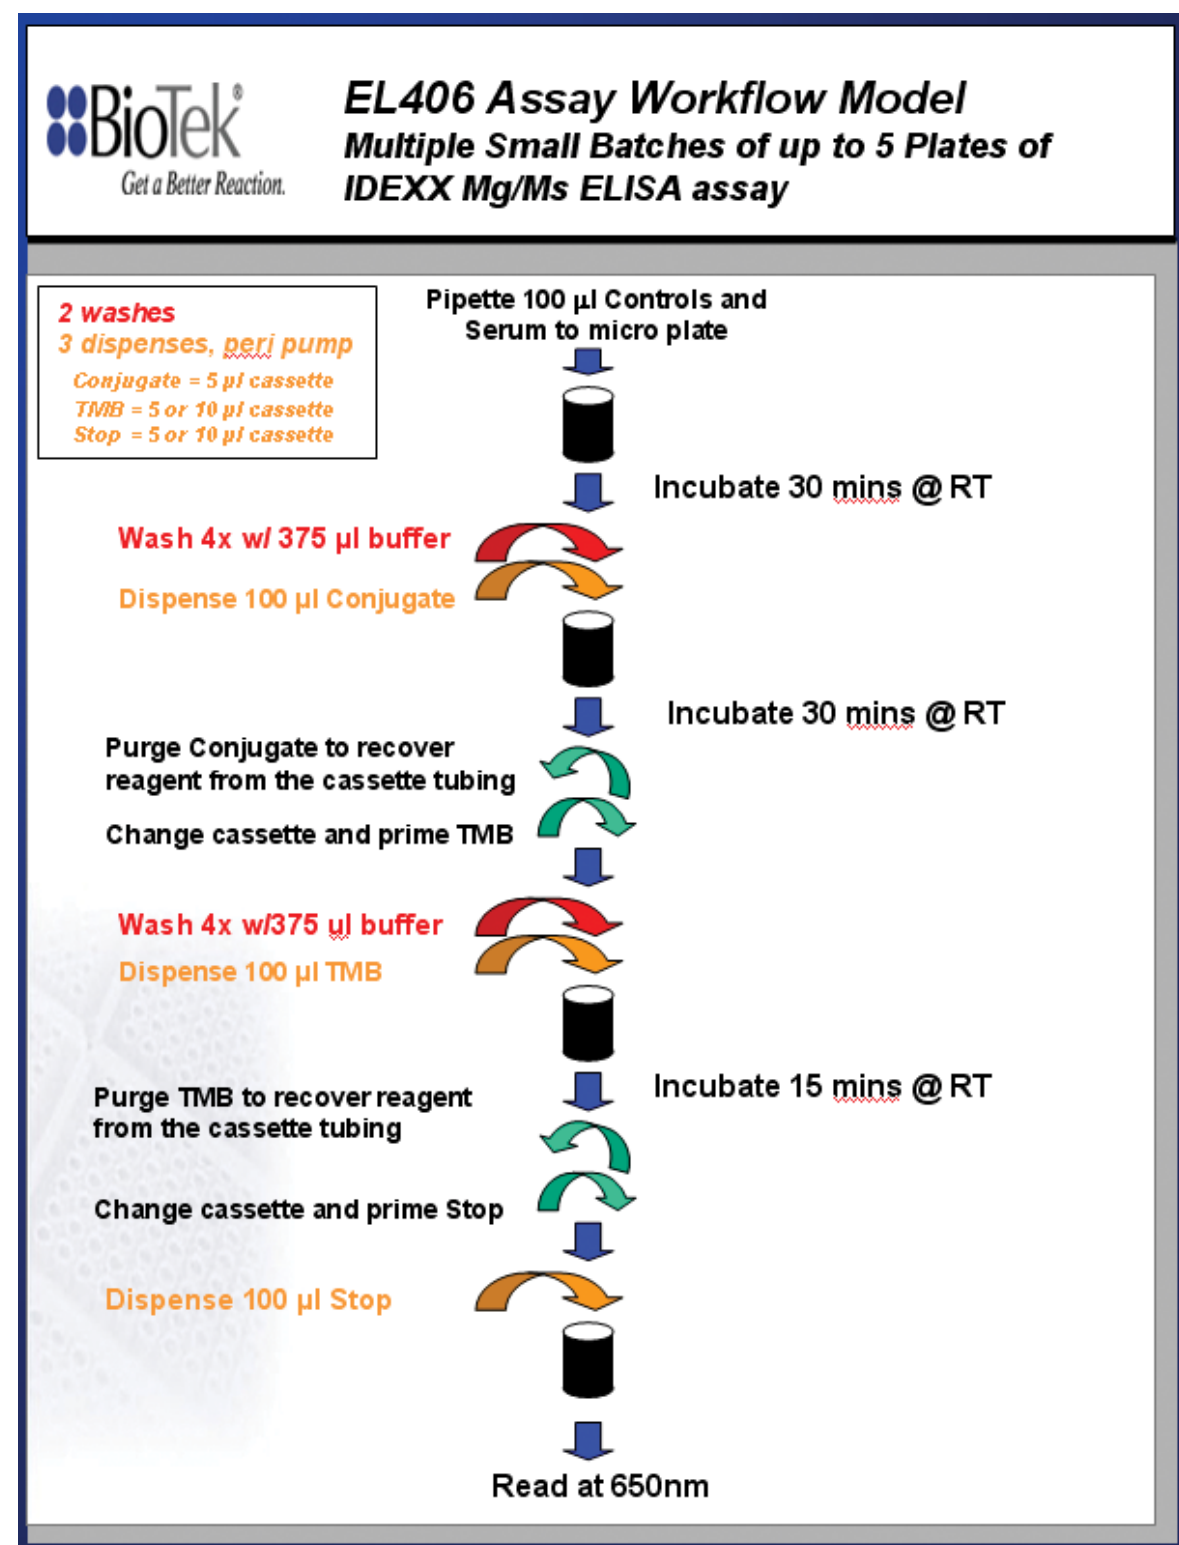 BioTek®
Get a Better Reaction.
EL406 Assay Workflow Model
Multiple Small Batches of up to 5 Plates of
IDEXX Mg/Ms ELISA assay
2 washes
3 dispenses, peri pump
Conjugate = 5 µl cassette
TMB = 5 or 10 µl cassette
Stop = 5 or 10 µl cassette
Pipette 100 µl Controls and
Serum to micro plate
Incubate 30 mins @ RT
Wash 4x w/ 375 µl buffer
Dispense 100 µl Conjugate
Incubate 30 mins @ RT
Purge Conjugate to recover
reagent from the cassette tubing
Change cassette and prime TMB
Wash 4x w/375 ul buffer
Dispense 100 µl TMB
Incubate 15 mins @ RT
Purge TMB to recover reagent
from the cassette tubing
Change cassette and prime Stop
Dispense 100 µl Stop
Read at 650nm